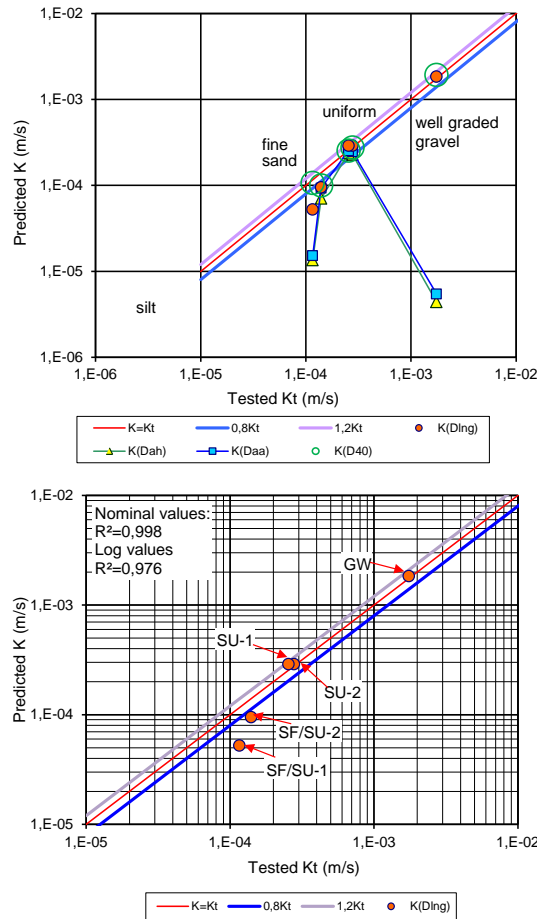 1,E-02
1,E-03
1,E-04
1,E-05
1,E-06
Predicted K (m/s)
uniform
fine
sand
well graded
gravel
silt
1,E-06 1,E-05 1,E-04 1,E-03 1,E-02
Tested Kt (m/s)
K=Kt 0,8Kt 1,2Kt K(DIng)
K(Dah) K(Daa) K(D40)
1,E-02
1,E-03
1,E-04
1,E-05
Predicted K (m/s)
Nominal values:
R²=0,998
Log values
R²=0,976
GW
SU-1
SU-2
SF/SU-2
SF/SU-1
1,E-05 1,E-04 1,E-03 1,E-02
Tested Kt (m/s)
K=Kt 0,8Kt 1,2Kt K(DIng)